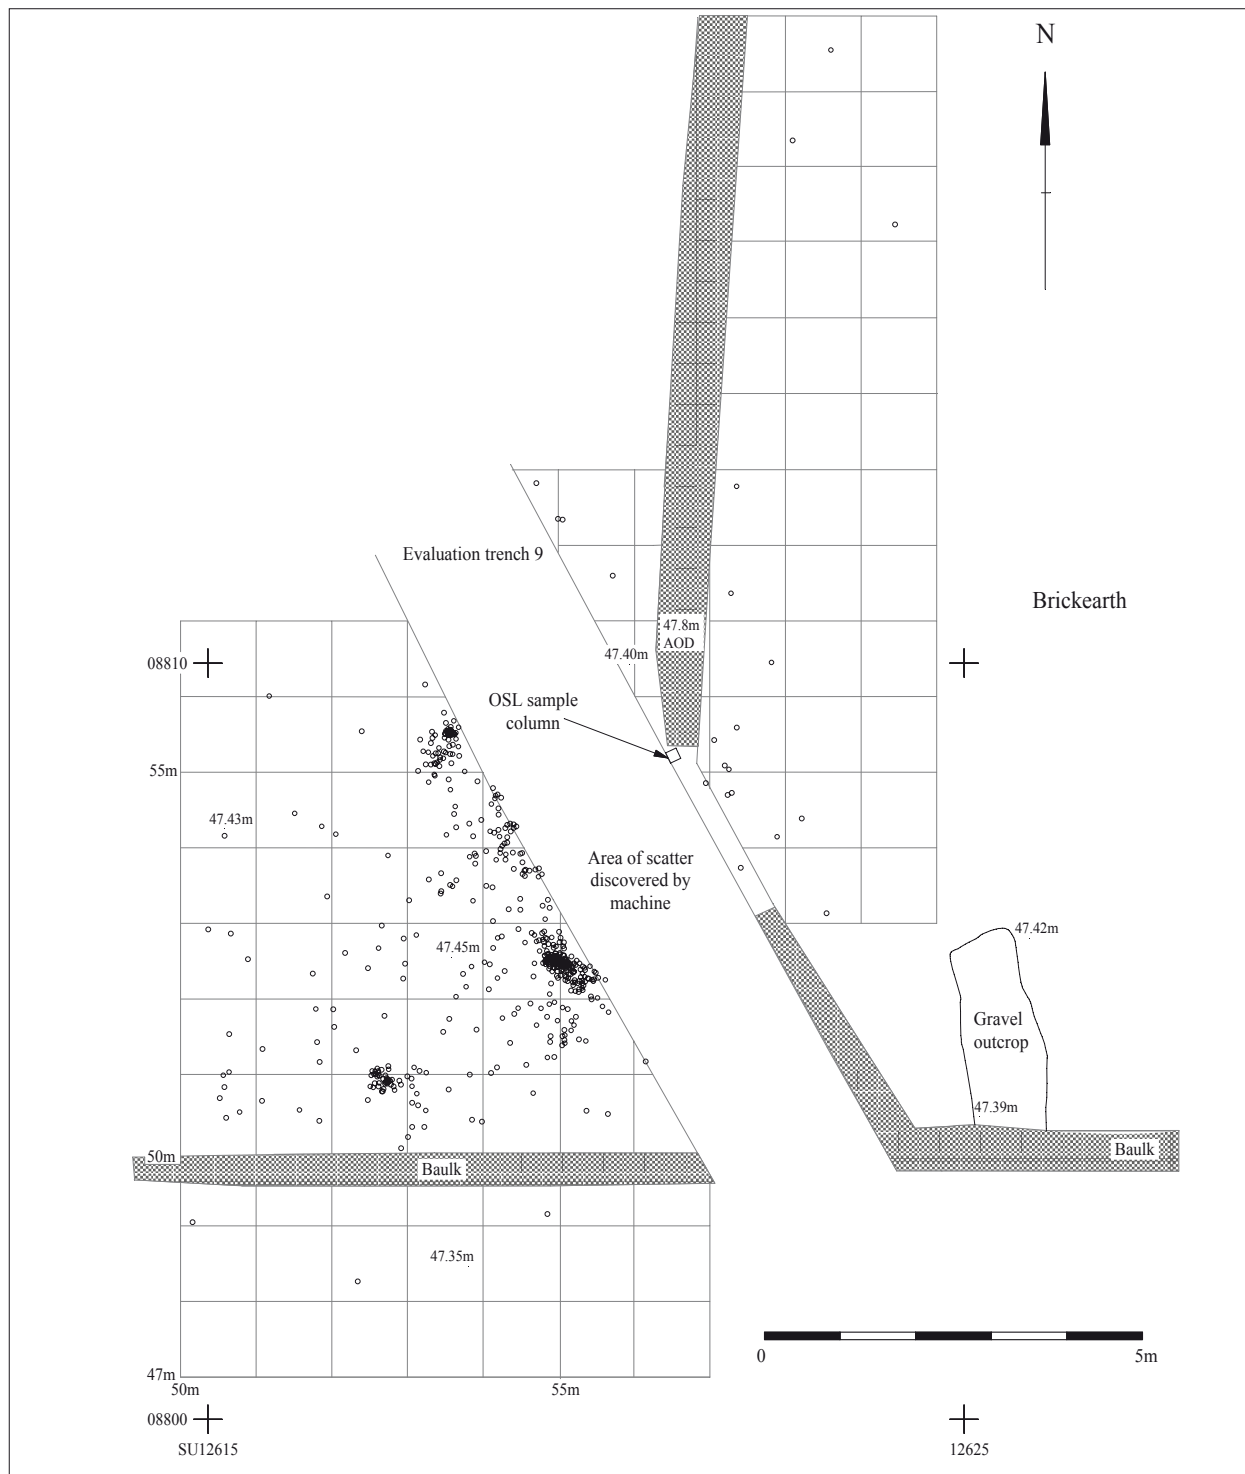 N
Evaluation trench 9
Brickearth
47.8m
AOD
47.40m
08810
OSL sample
column
55m
47.43m
Area of scatter
discovered by
machine
47.42m
47.45m
Gravel
outcrop
47.39m
50m
Baulk
Baulk
47.35m
0
5m
47m
50m
55m
08800
SU12615
12625